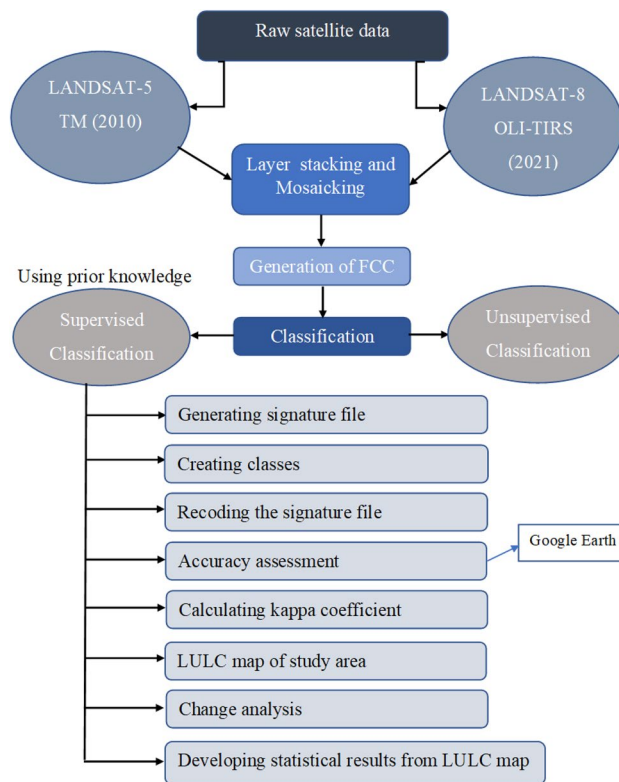 Raw satellite data
LANDSAT-5
TM (2010)
LANDSAT-8
OLI-TIRS
(2021)
Layer stacking and
Mosaicking
Generation of FCC
Using prior knowledge
Supervised
Classification
Classification
Unsupervised
Classification
Generating signature file
Creating classes
Recoding the signature file
Accuracy assessment
Google Earth
Calculating kappa coefficient
LULC map of study area
Change analysis
Developing statistical results from LULC map